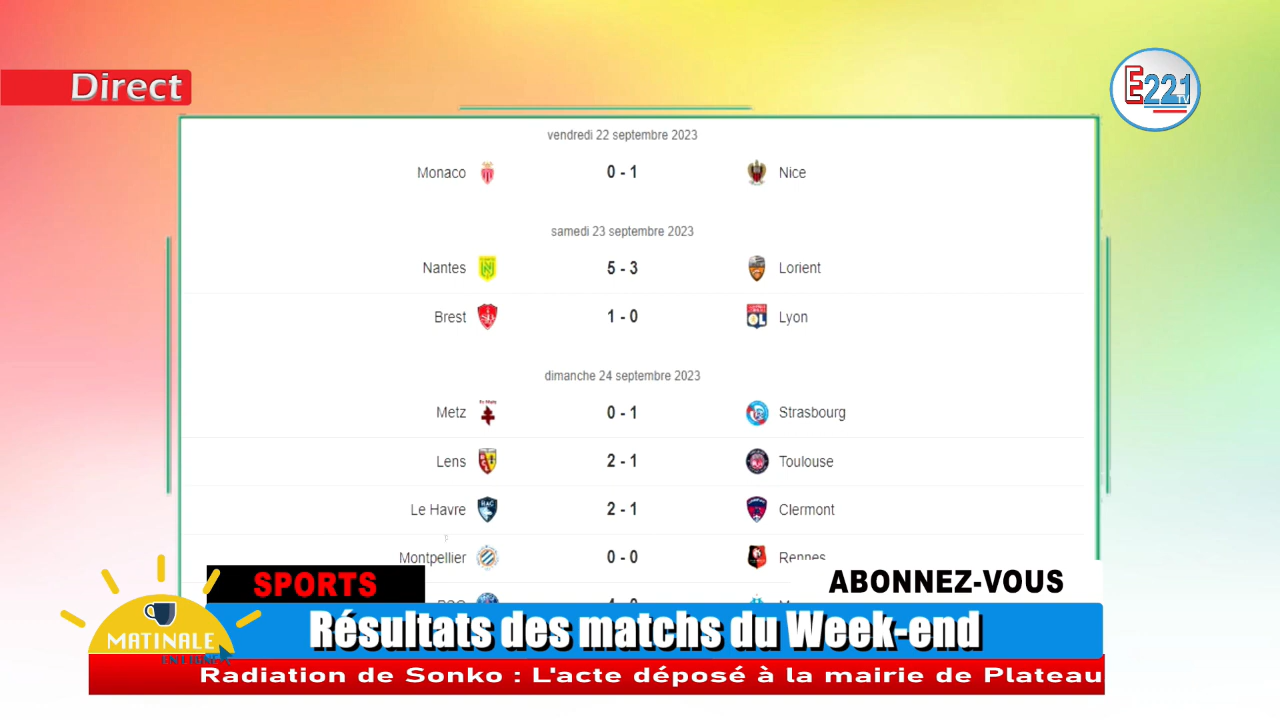 Direct
E221
TV
vendredi 22 septembre 2023
Monaco 0 - 1 Nice
samedi 23 septembre 2023
Nantes 5 - 3 Lorient
Brest 1 - 0 Lyon
dimanche 24 septembre 2023
Metz 0 - 1 Strasbourg
Lens 2 - 1 Toulouse
Le Havre 2 - 1 Clermont
Montpellier 0 - 0 Rennes
SPORTS
ABONNEZ-VOUS
Résultats des matchs du Week-end
MATINALE
Radiation de Sonko : L'acte déposé à la mairie de Plateau